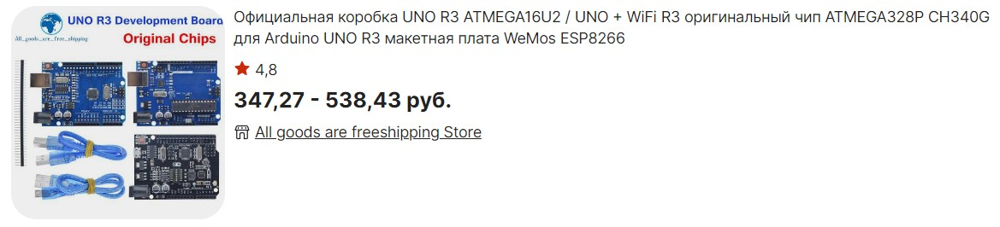 UNO R3 Development Board
All_goods_are_free_shipping
Original Chips
Официальная коробка UNO R3 ATMEGA16U2 / UNO + WiFi R3 оригинальный чип ATMEGA328P CH340G
для Arduino UNO R3 макетная плата WeMos ESP8266
4,8
347,27 - 538,43 руб.
All goods are freeshipping Store